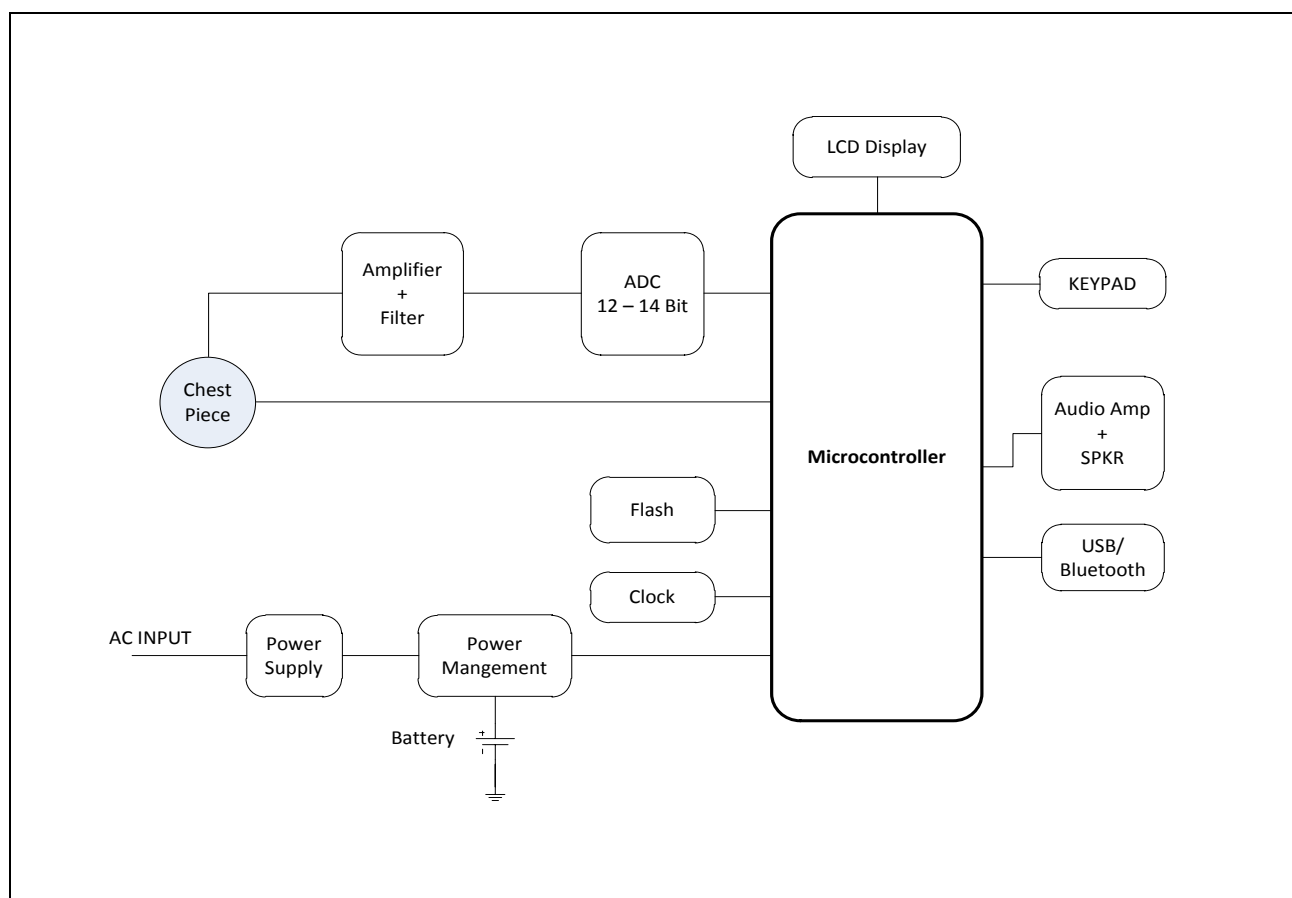 LCD Display
Amplifier
+
Filter
ADC
12 – 14 Bit
KEYPAD
Chest
Piece
Audio Amp
+
SPKR
Microcontroller
Flash
USB/
Bluetooth
Clock
AC INPUT
Power
Supply
Power
Mangement
Battery
+
-